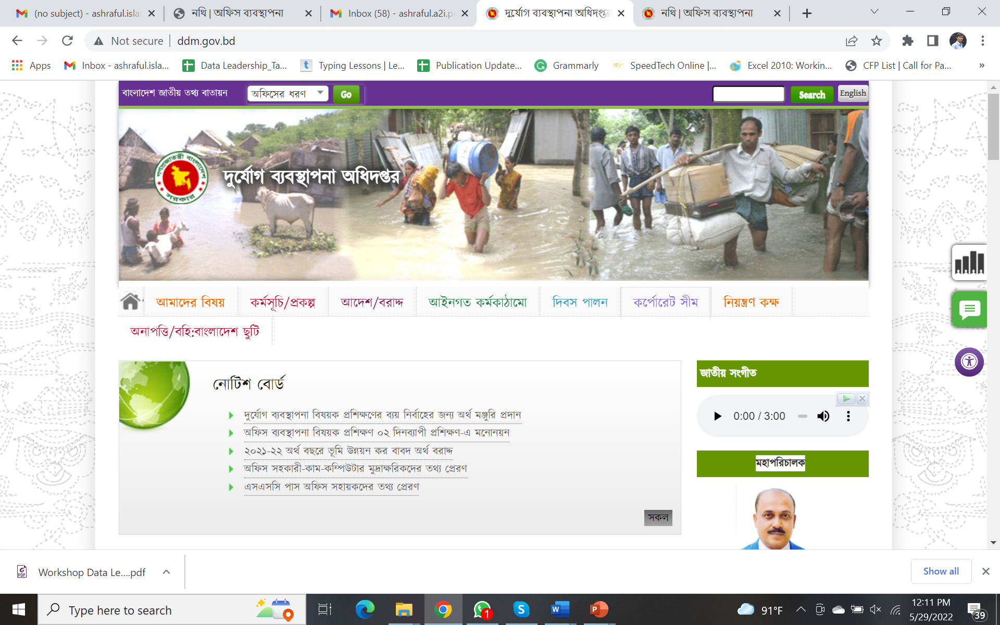 (no subject) - ashraful.isla
নথি | অফিস ব্যবস্থাপনা
Inbox (58) - ashraful.a2i.p
দুর্যোগ ব্যবস্থাপনা অধিদপ্তর
নথি | অফিস ব্যবস্থাপনা
Not secure
ddm.gov.bd
Apps
Inbox - ashraful.isla...
Data Leadership_Ta...
Typing Lessons | Le...
Publication Update...
Grammarly
SpeedTech Online |...
Excel 2010: Workin...
CFP List | Call for Pa...
»
বাংলাদেশ জাতীয় তথ্য বাতায়ন
অফিসের ধরণ
Go
Search
English
গণপ্রজাতন্ত্রী বাংলাদেশ
সরকার
দুর্যোগ ব্যবস্থাপনা অধিদপ্তর
আমাদের বিষয়
কর্মসূচি/প্রকল্প
আদেশ/বরাদ্দ
আইনগত কর্মকাঠামো
দিবস পালন
কর্পোরেট সীম
নিয়ন্ত্রণ কক্ষ
অনাপত্তি/বহি:বাংলাদেশ ছুটি
নোটিশ বোর্ড
দুর্যোগ ব্যবস্থাপনা বিষয়ক প্রশিক্ষণের ব্যয় নির্বাহের জন্য অর্থ মঞ্জুরি প্রদান
অফিস ব্যবস্থাপনা বিষয়ক প্রশিক্ষণ ০২ দিনব্যাপী প্রশিক্ষণ-এ মনোনয়ন
২০২১-২২ অর্থ বছরে ভূমি উন্নয়ন কর বাবদ অর্থ বরাদ্দ
অফিস সহকারী-কাম-কম্পিউটার মুদ্রাক্ষরিকদের তথ্য প্রেরণ
এসএসসি পাস অফিস সহায়কদের তথ্য প্রেরণ
সকল
জাতীয় সংগীত
0:00 / 3:00
মহাপরিচালক
Workshop Data Le....pdf
Show all
Type here to search
1
91°F
12:11 PM
5/29/2022
39